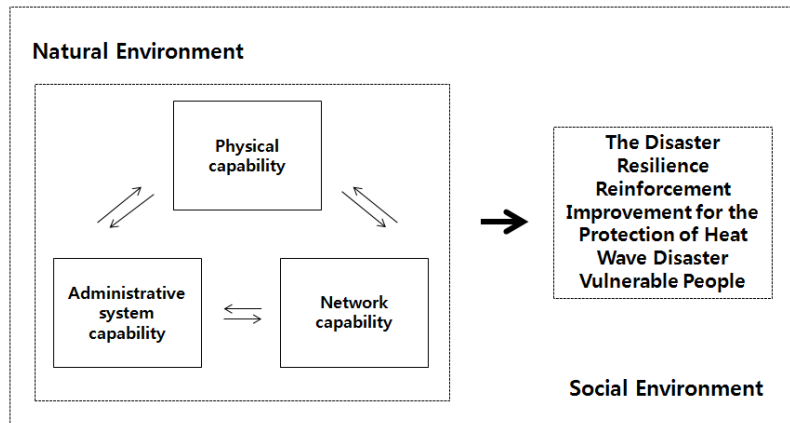 Natural Environment
Physical
capability
Administrative
system
capability
Network
capability
The Disaster
Resilience
Reinforcement
Improvement for the
Protection of Heat
Wave Disaster
Vulnerable People
Social Environment